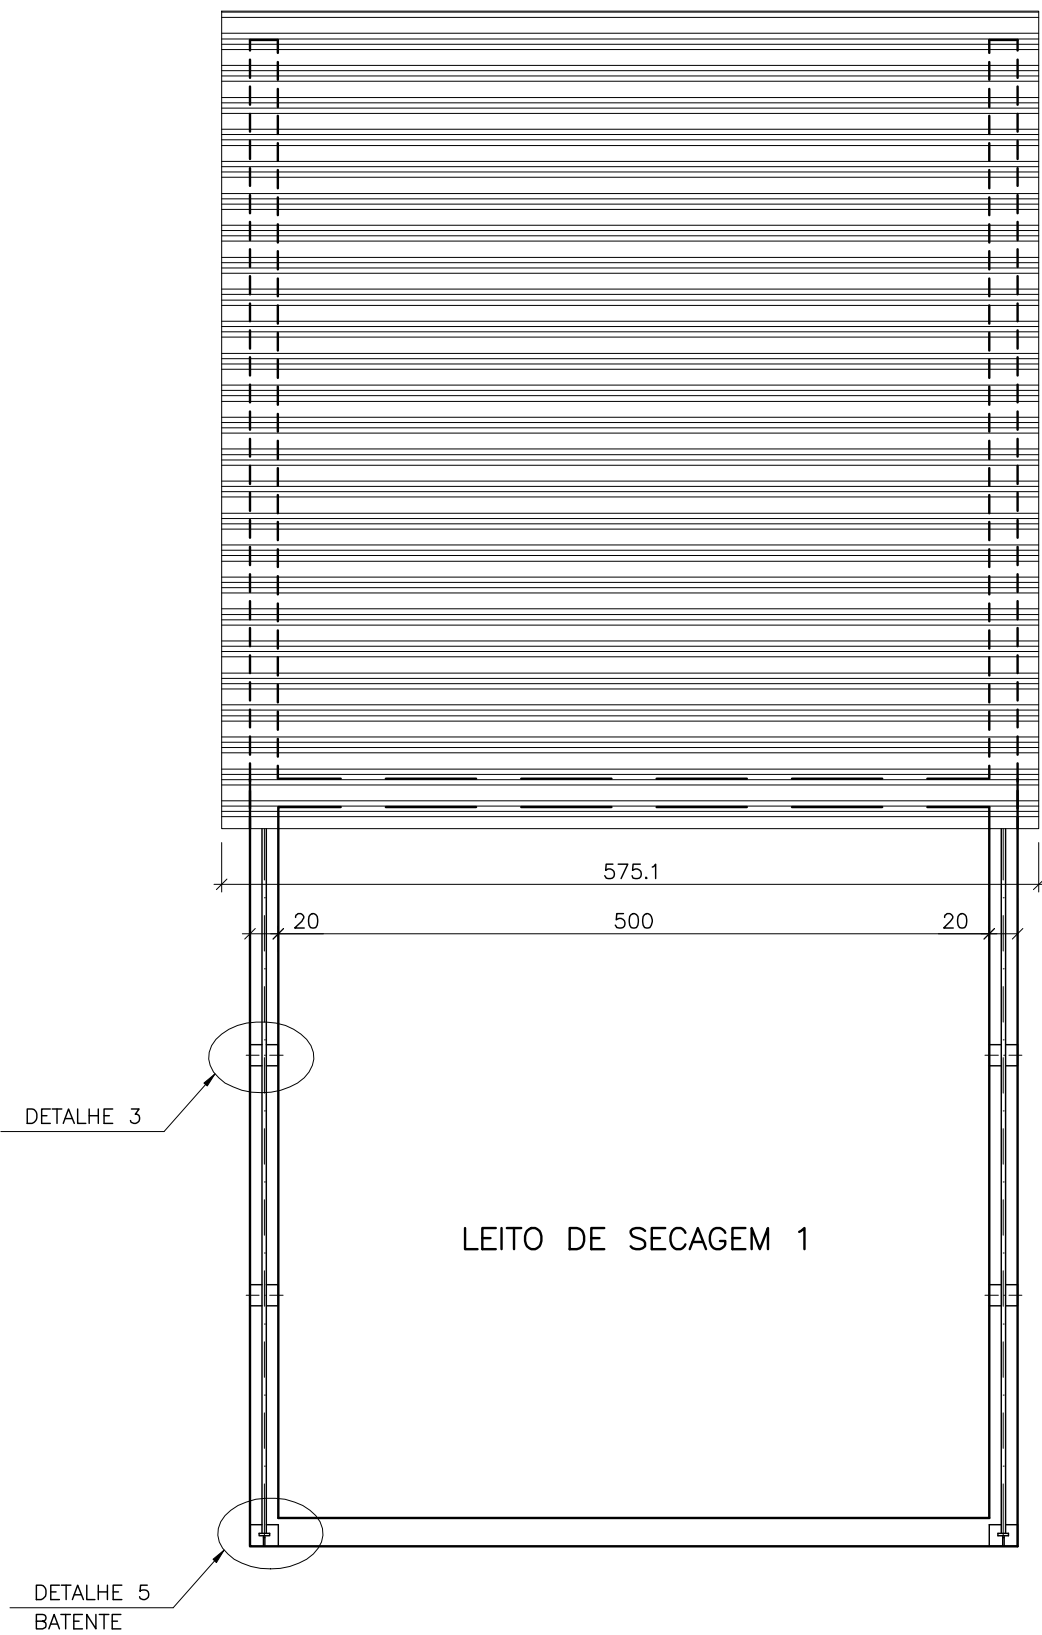 575.1
20
500
20
DETALHE 3
LEITO DE SECAGEM 1
DETALHE 5
BATENTE